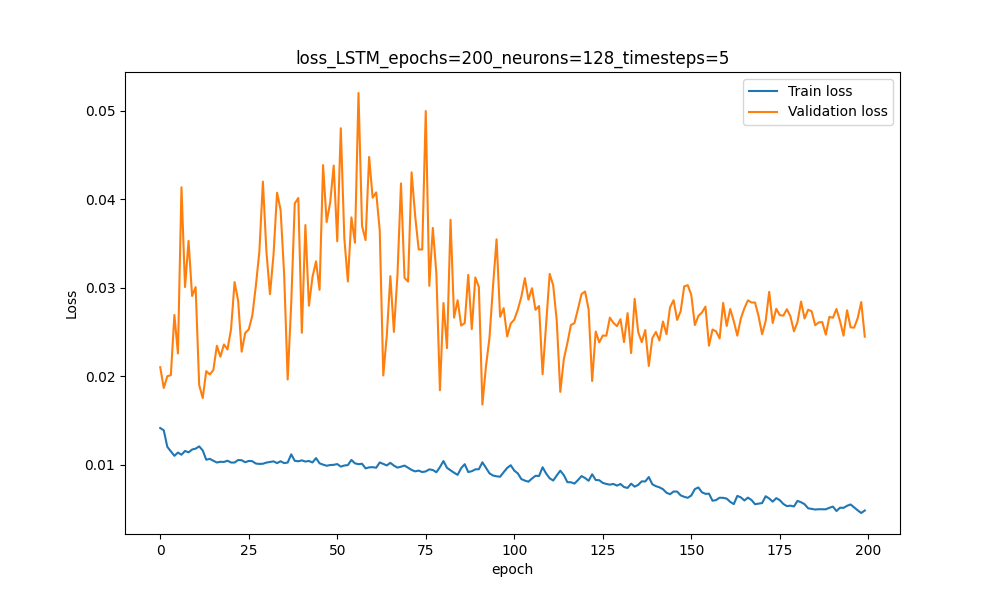 loss_LSTM_epochs=200_neurons=128_timesteps=5
Train loss
Validation loss
0.05
0.04
0.03
0.02
0.01
Loss
0 25 50 75 100 125 150 175 200
epoch